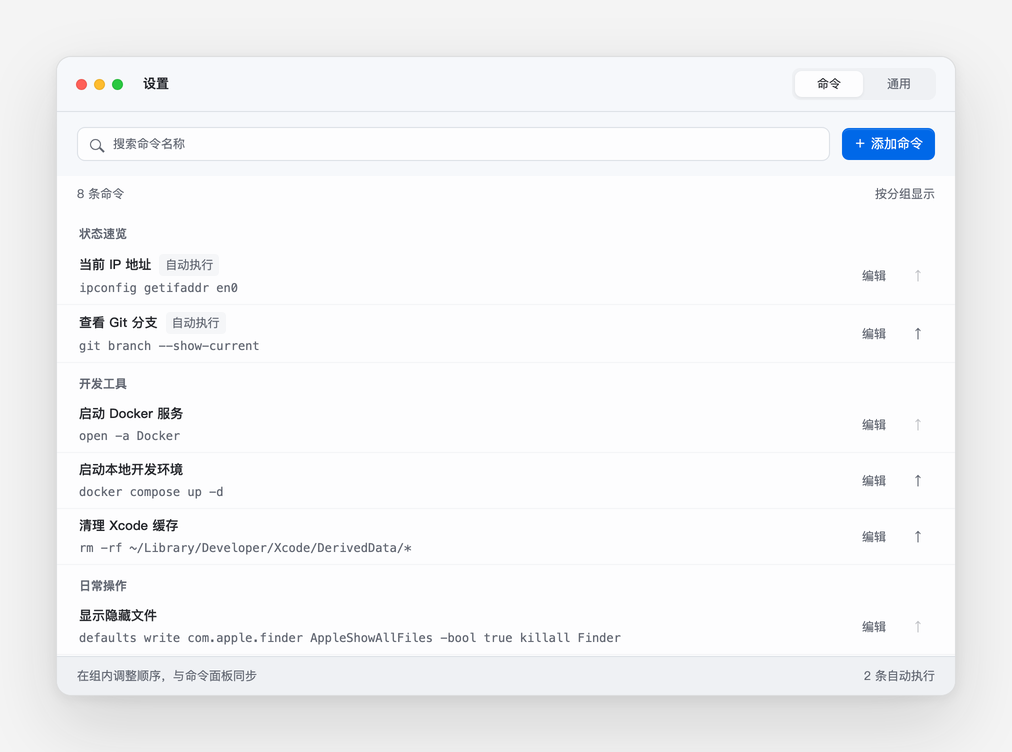 设置
命令
通用
搜索命令名称
+ 添加命令
8 条命令
按分组显示
状态速览
当前 IP 地址 自动执行
ipconfig getifaddr en0
编辑 ↑
查看 Git 分支 自动执行
git branch --show-current
编辑 ↑
开发工具
启动 Docker 服务
open -a Docker
编辑 ↑
启动本地开发环境
docker compose up -d
编辑 ↑
清理 Xcode 缓存
rm -rf ~/Library/Developer/Xcode/DerivedData/*
编辑 ↑
日常操作
显示隐藏文件
defaults write com.apple.finder AppleShowAllFiles -bool true killall Finder
编辑 ↑
在组内调整顺序，与命令面板同步
2 条自动执行